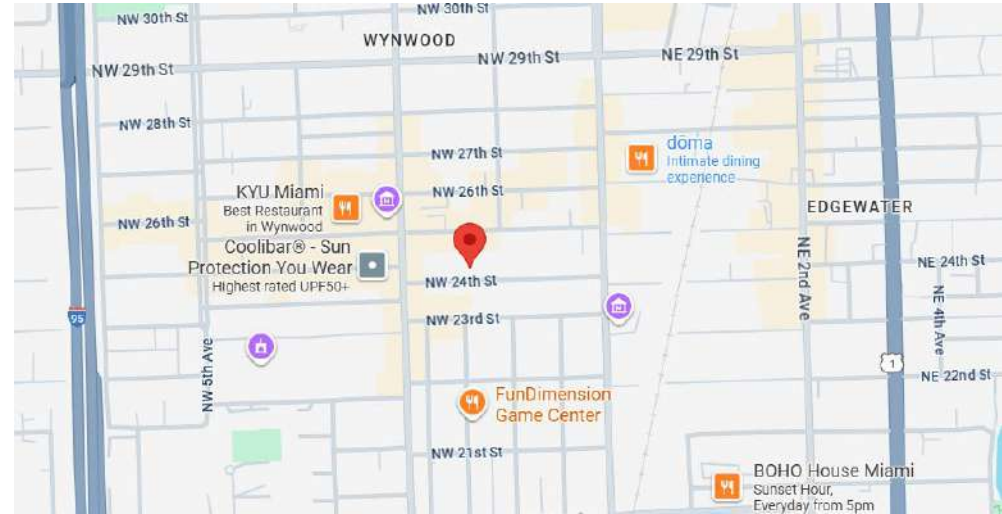 NW 30th St
NW 30th St
WYNWOOD
NW 29th St
NE 29th St
NW 29th St
NW 28th St
NW 27th St
dōma
Intimate dining
experience
KYU Miami
Best Restaurant
in Wynwood
NW 26th St
NW 26th St
EDGEWATER
Coolibar® - Sun
Protection You Wear
Highest rated UPF50+
NW 24th St
NE 24th St
NE 2nd Ave
NE 4th Ave
95
NW 23rd St
NW 5th Ave
1
NE 22nd St
FunDimension
Game Center
NW 21st St
BOHO House Miami
Sunset Hour,
Everyday from 5pm